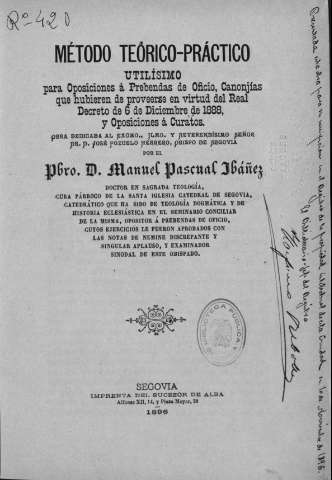 Rº-420
MÉTODO TEÓRICO-PRÁCTICO
UTILÍSIMO
para Oposiciones á Prebendas de Oficio, Canonjías
que hubieren de proveerse en virtud del Real
Decreto de 6 de Diciembre de 1888,
y Oposiciones á Curatos.
OBRA DEDICADA AL EXCMO., ILMO. Y REVERENDÍSIMO SEÑOR
DR. D. JOSÉ POZUELO HERRERO, OBISPO DE SEGOVIA
POR EL
Pbro. D. Manuel Pascual Ibáñez
DOCTOR EN SAGRADA TEOLOGÍA,
CURA PÁRROCO DE LA SANTA IGLESIA CATEDRAL DE SEGOVIA,
CATEDRÁTICO QUE HA SIDO DE TEOLOGÍA DOGMÁTICA Y DE
HISTORIA ECLESIÁSTICA EN EL SEMINARIO CONCILIAR
DE LA MISMA, OPOSITOR Á PREBENDAS DE OFICIO,
CUYOS EJERCICIOS LE FUERON APROBADOS CON
LAS NOTAS DE NEMINE DISCREPANTE Y
SINGULAR APLAUSO, Y EXAMINADOR
SINODAL DE ESTE OBISPADO.
BIBLIOTECA PUBLICA
SEGOVIA
IMPRENTA DEL SUCESOR DE ALBA
Alfonso XII, 14, y Plaza Mayor, 28
1896